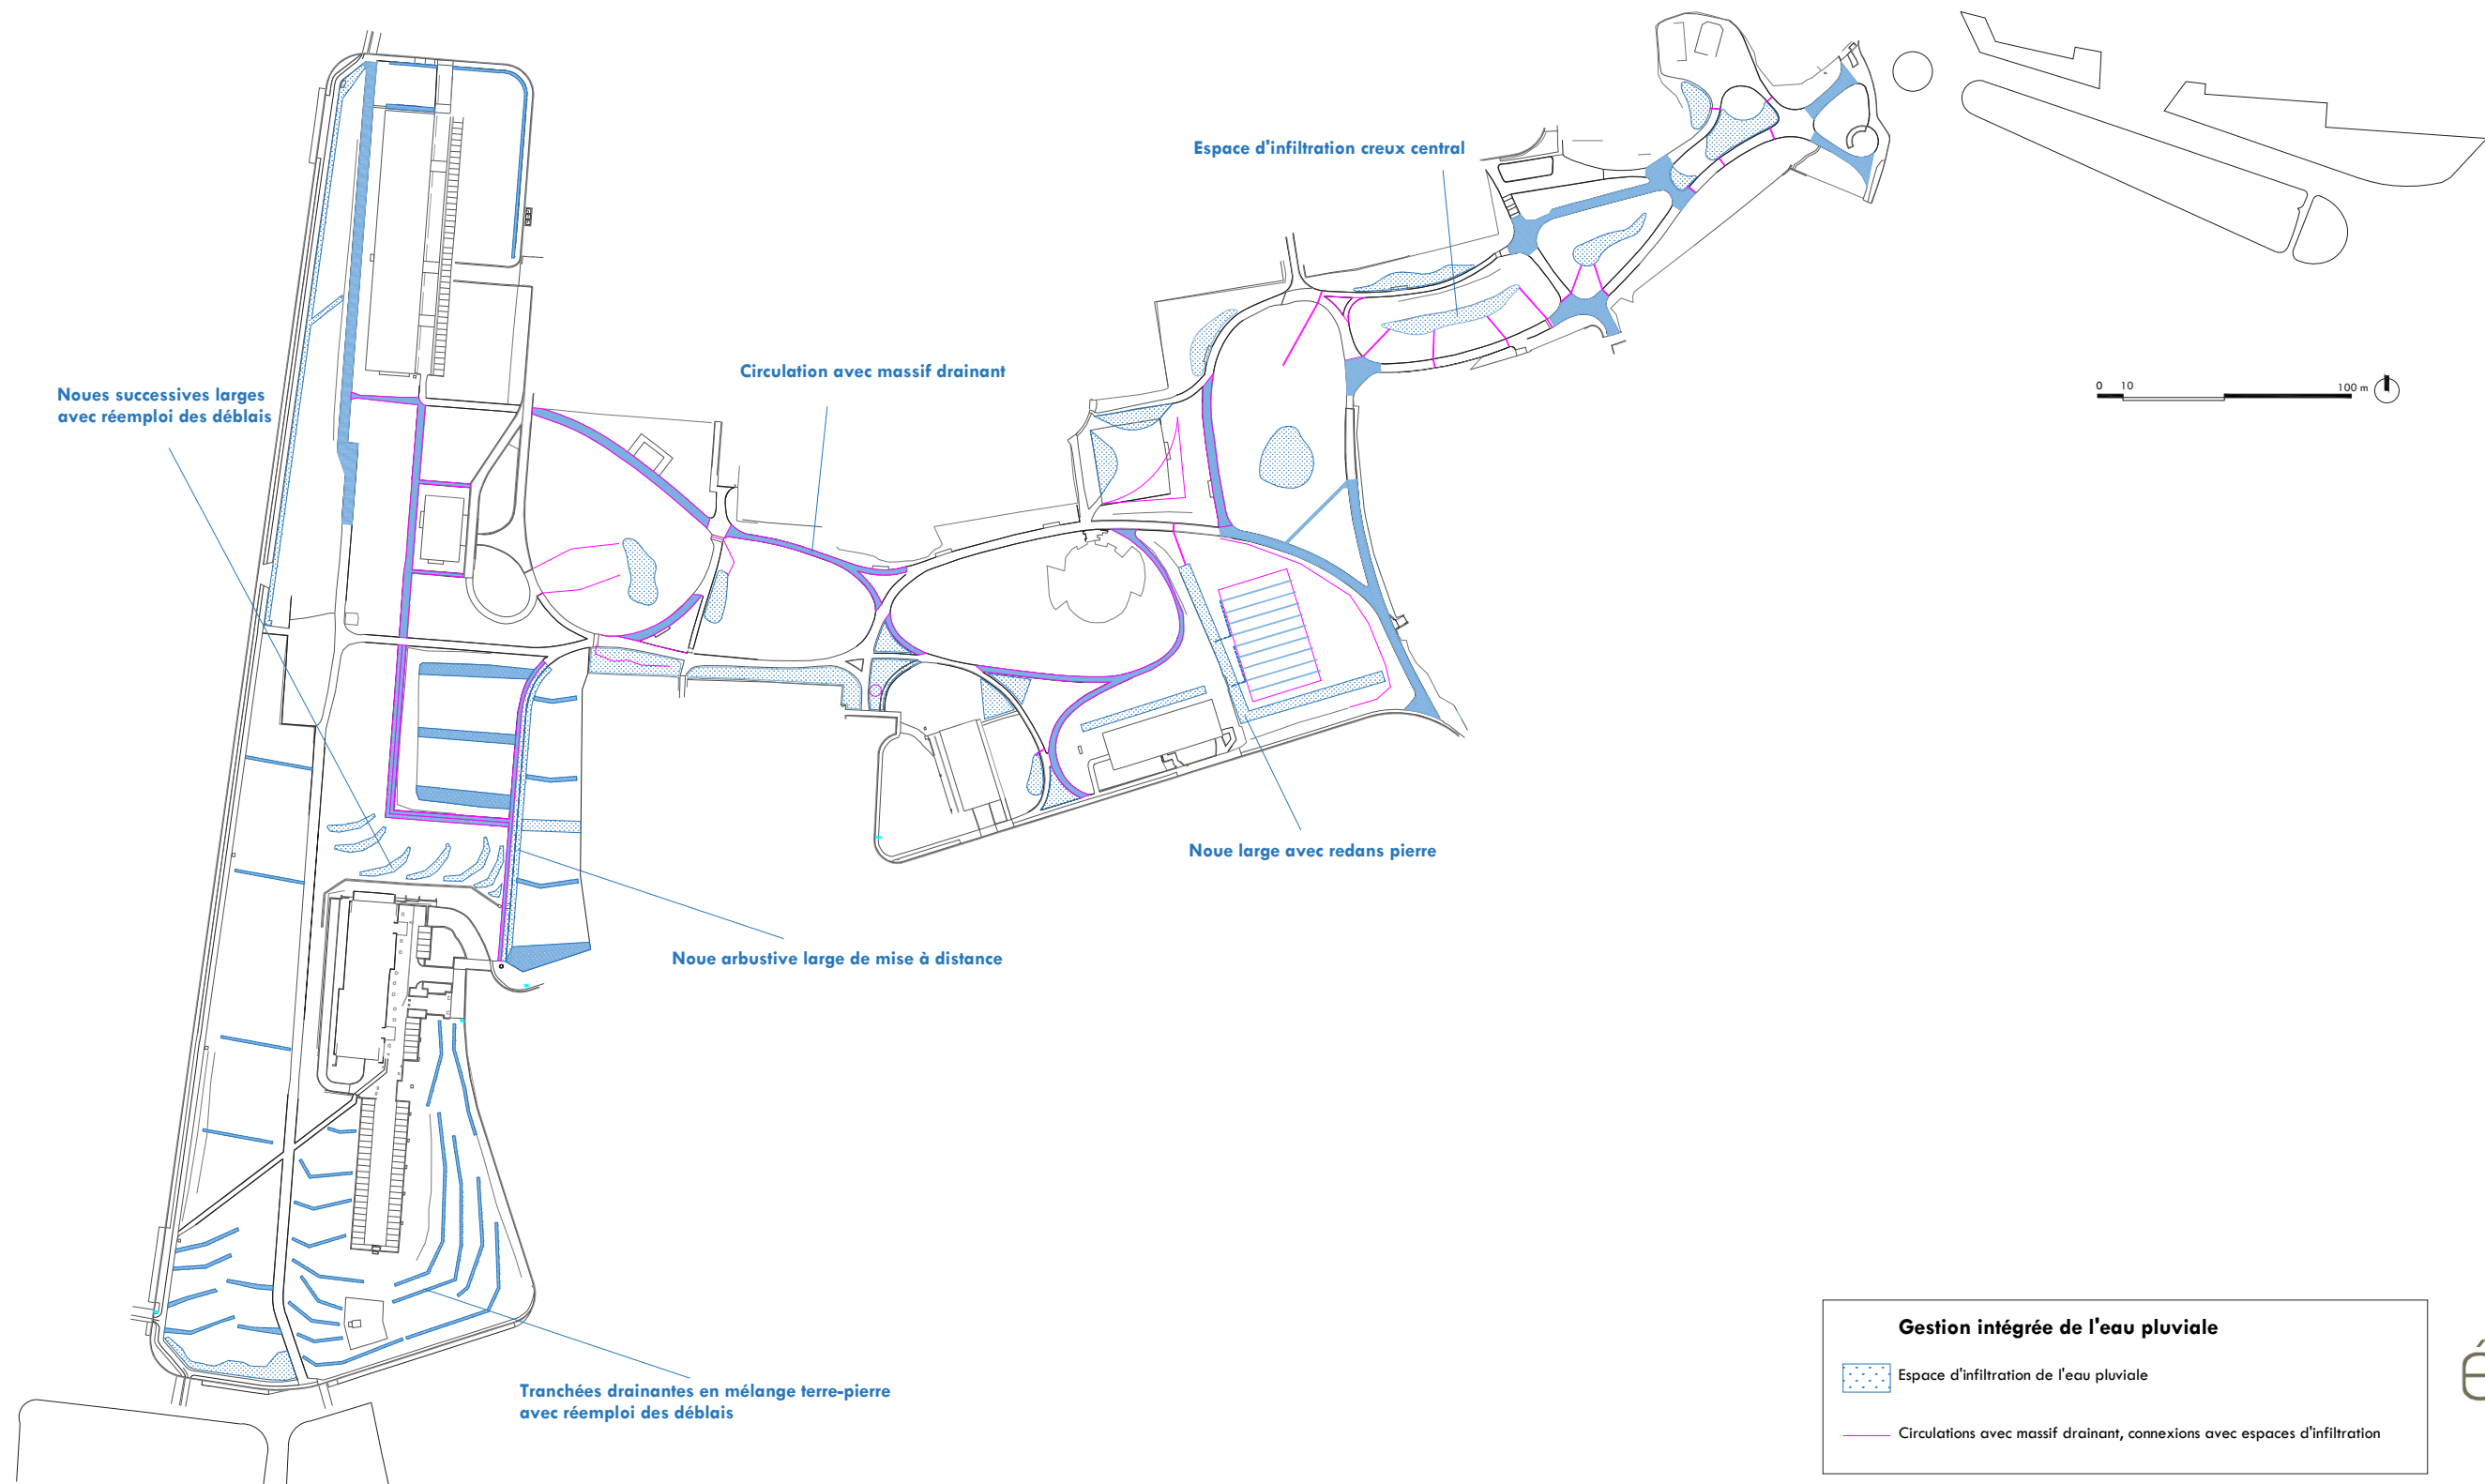 Espace d'infiltration creux central
Circulation avec massif drainant
Noues successives larges
avec réemploi des déblais
0 10 100 m
Noue large avec redans pierre
Noue arbustive large de mise à distance
Tranchées drainantes en mélange terre-pierre
avec réemploi des déblais
Gestion intégrée de l'eau pluviale
Espace d'infiltration de l'eau pluviale
Circulations avec massif drainant, connexions avec espaces d'infiltration